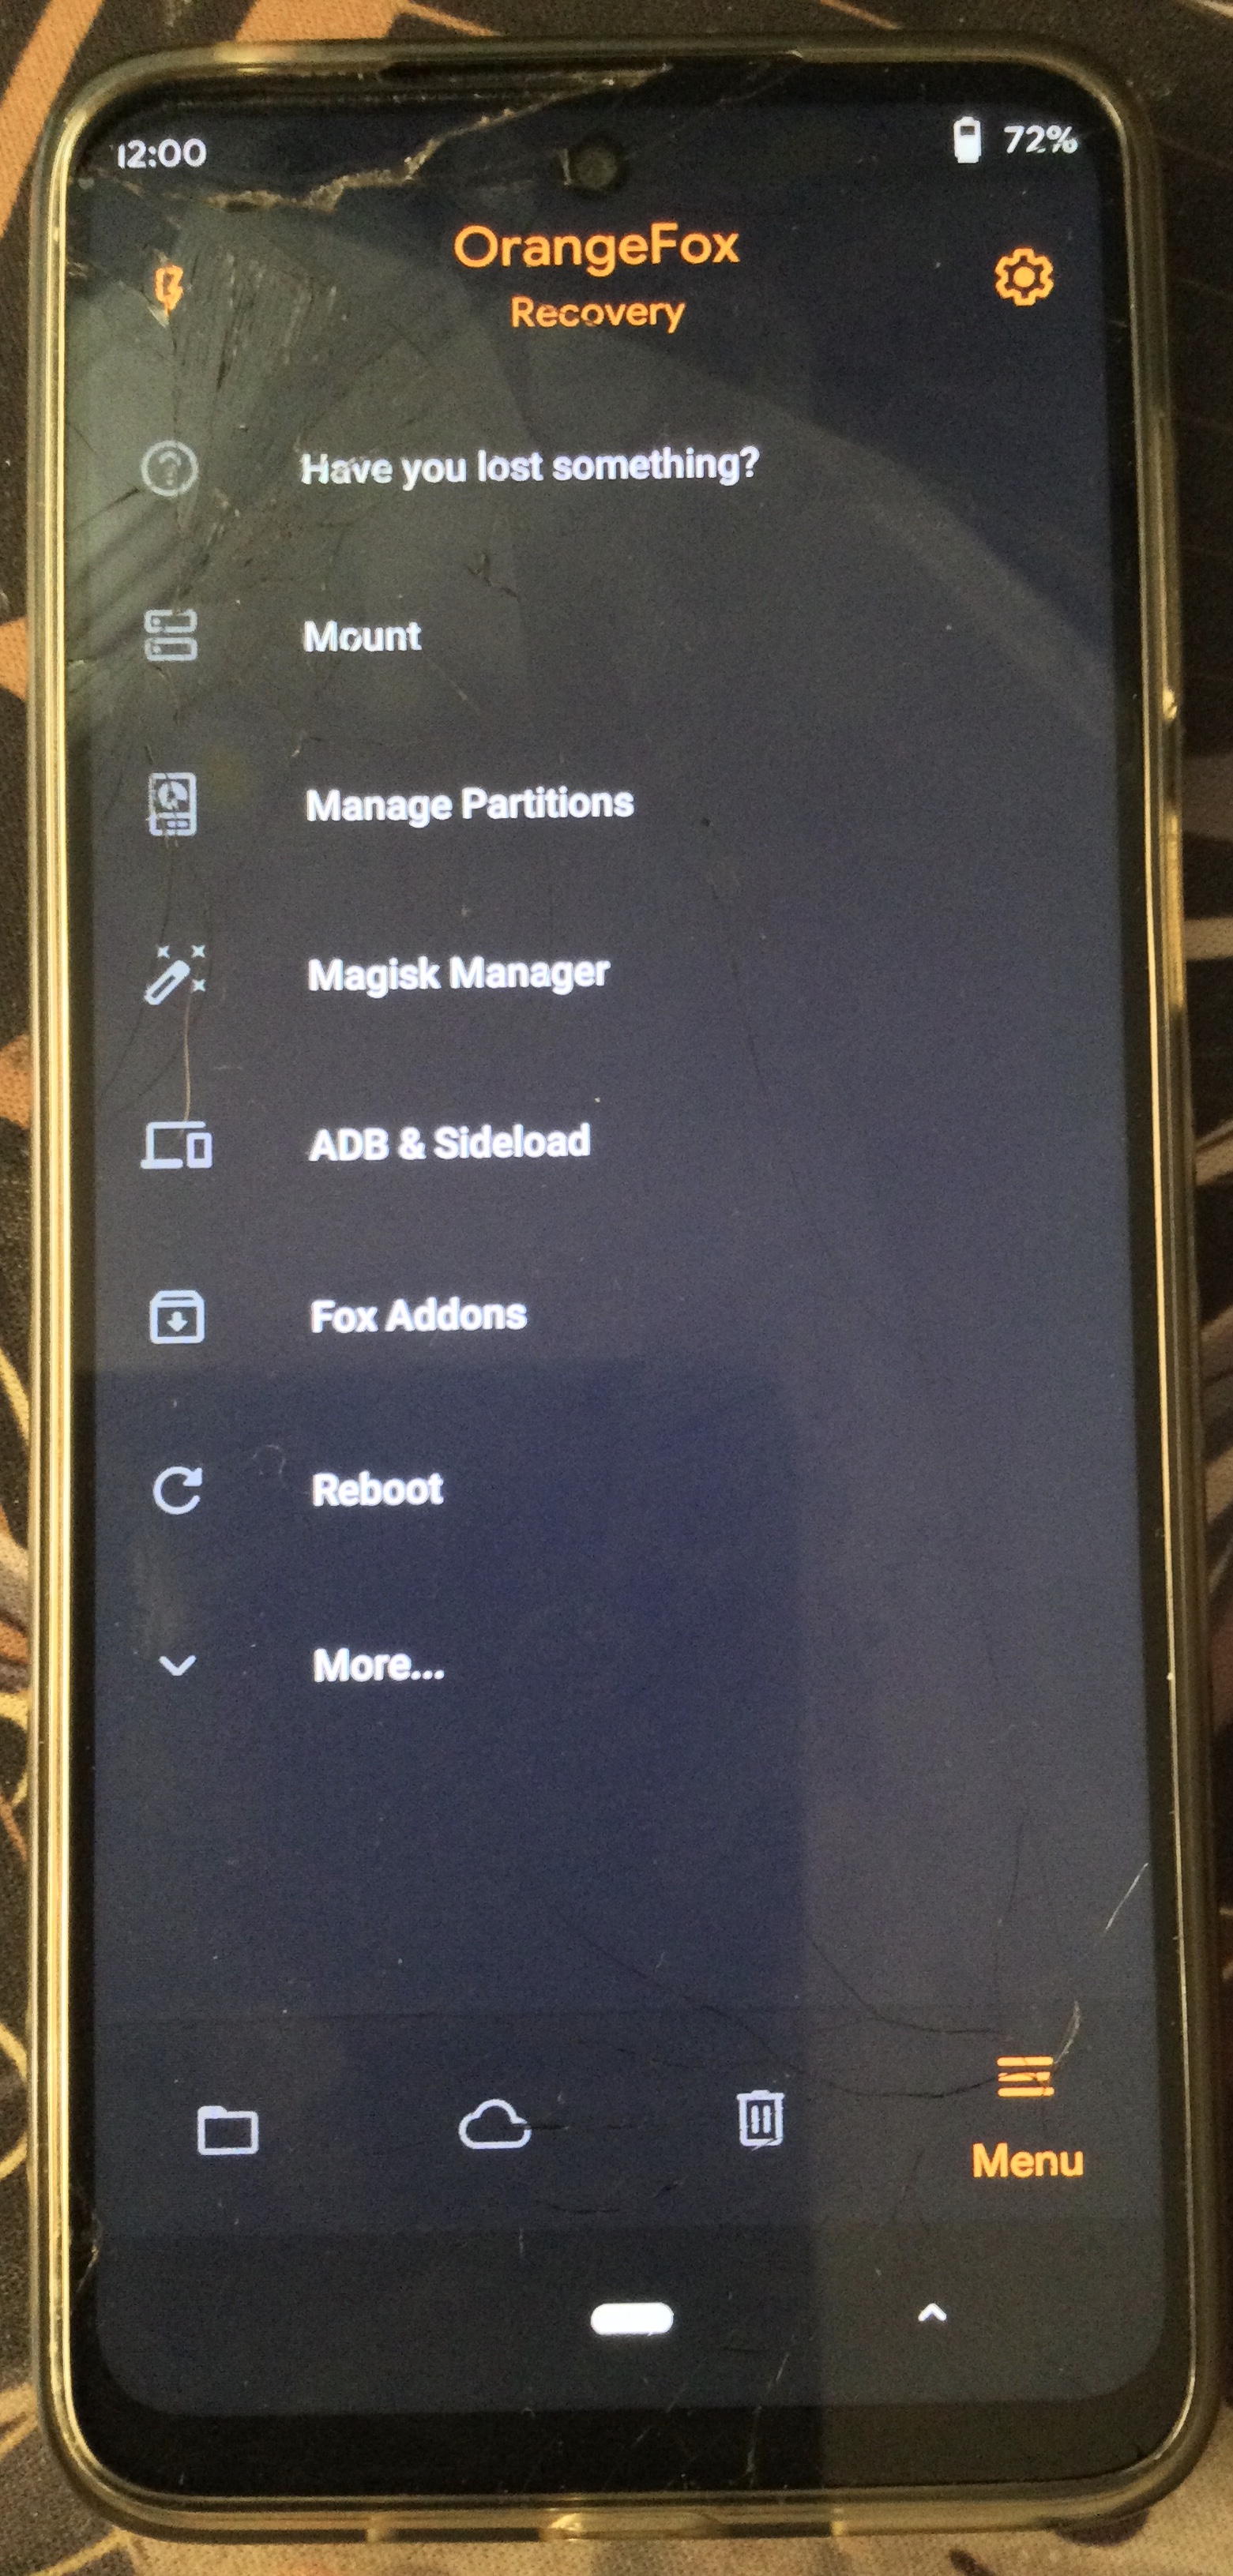 12:00
72%
OrangeFox
Recovery
Have you lost something?
Mount
Manage Partitions
Magisk Manager
ADB & Sideload
Fox Addons
Reboot
More...
Menu